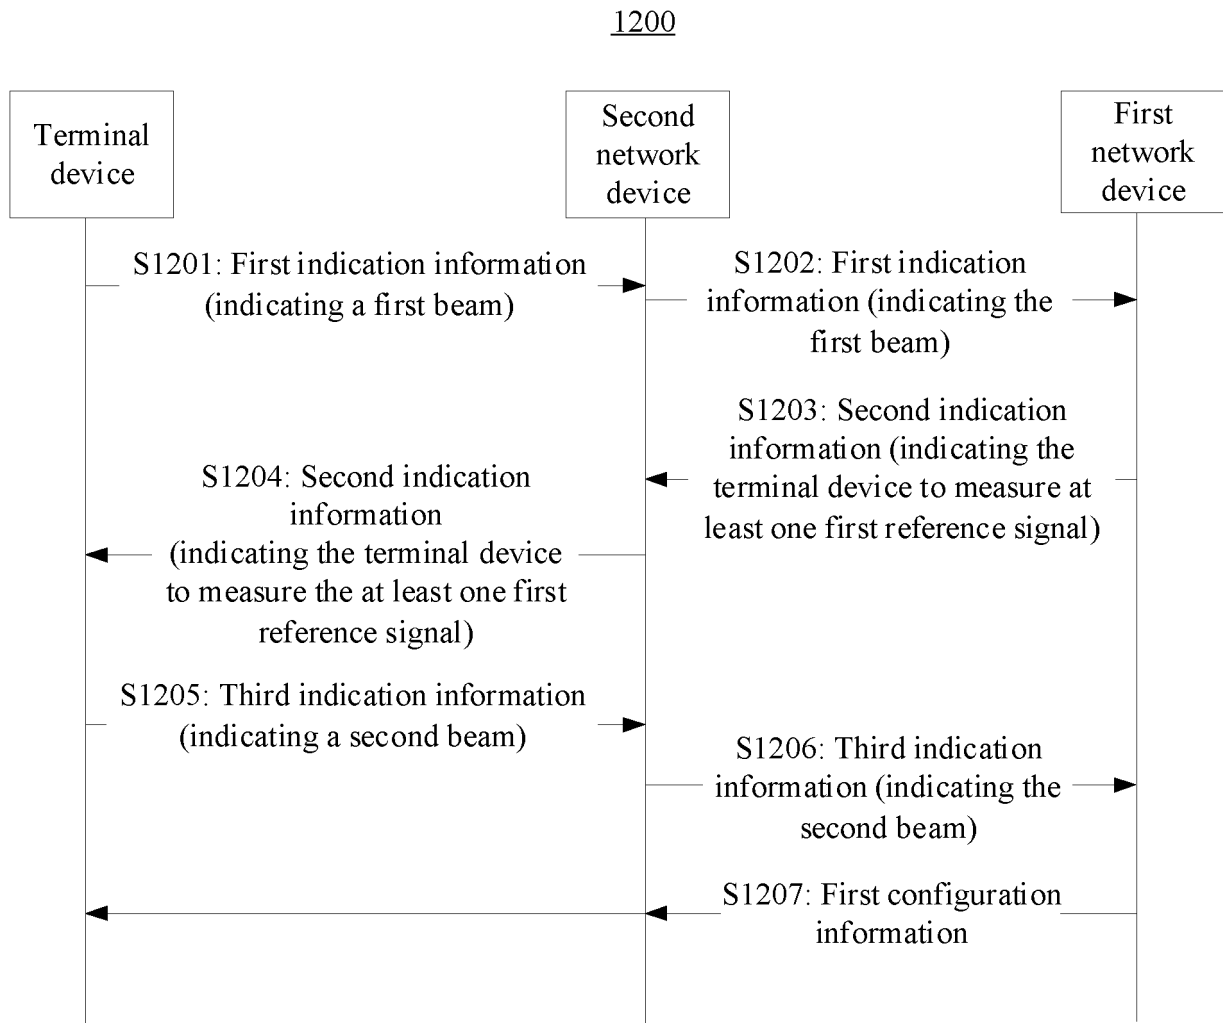 1200
Terminal
device
Second
network
device
First
network
device
S1201: First indication information
(indicating a first beam)
S1202: First indication
information (indicating the
first beam)
S1203: Second indication
information (indicating the
terminal device to measure at
least one first reference signal)
S1204: Second indication
information
(indicating the terminal device
to measure the at least one first
reference signal)
S1205: Third indication information
(indicating a second beam)
S1206: Third indication
information (indicating the
second beam)
S1207: First configuration
information